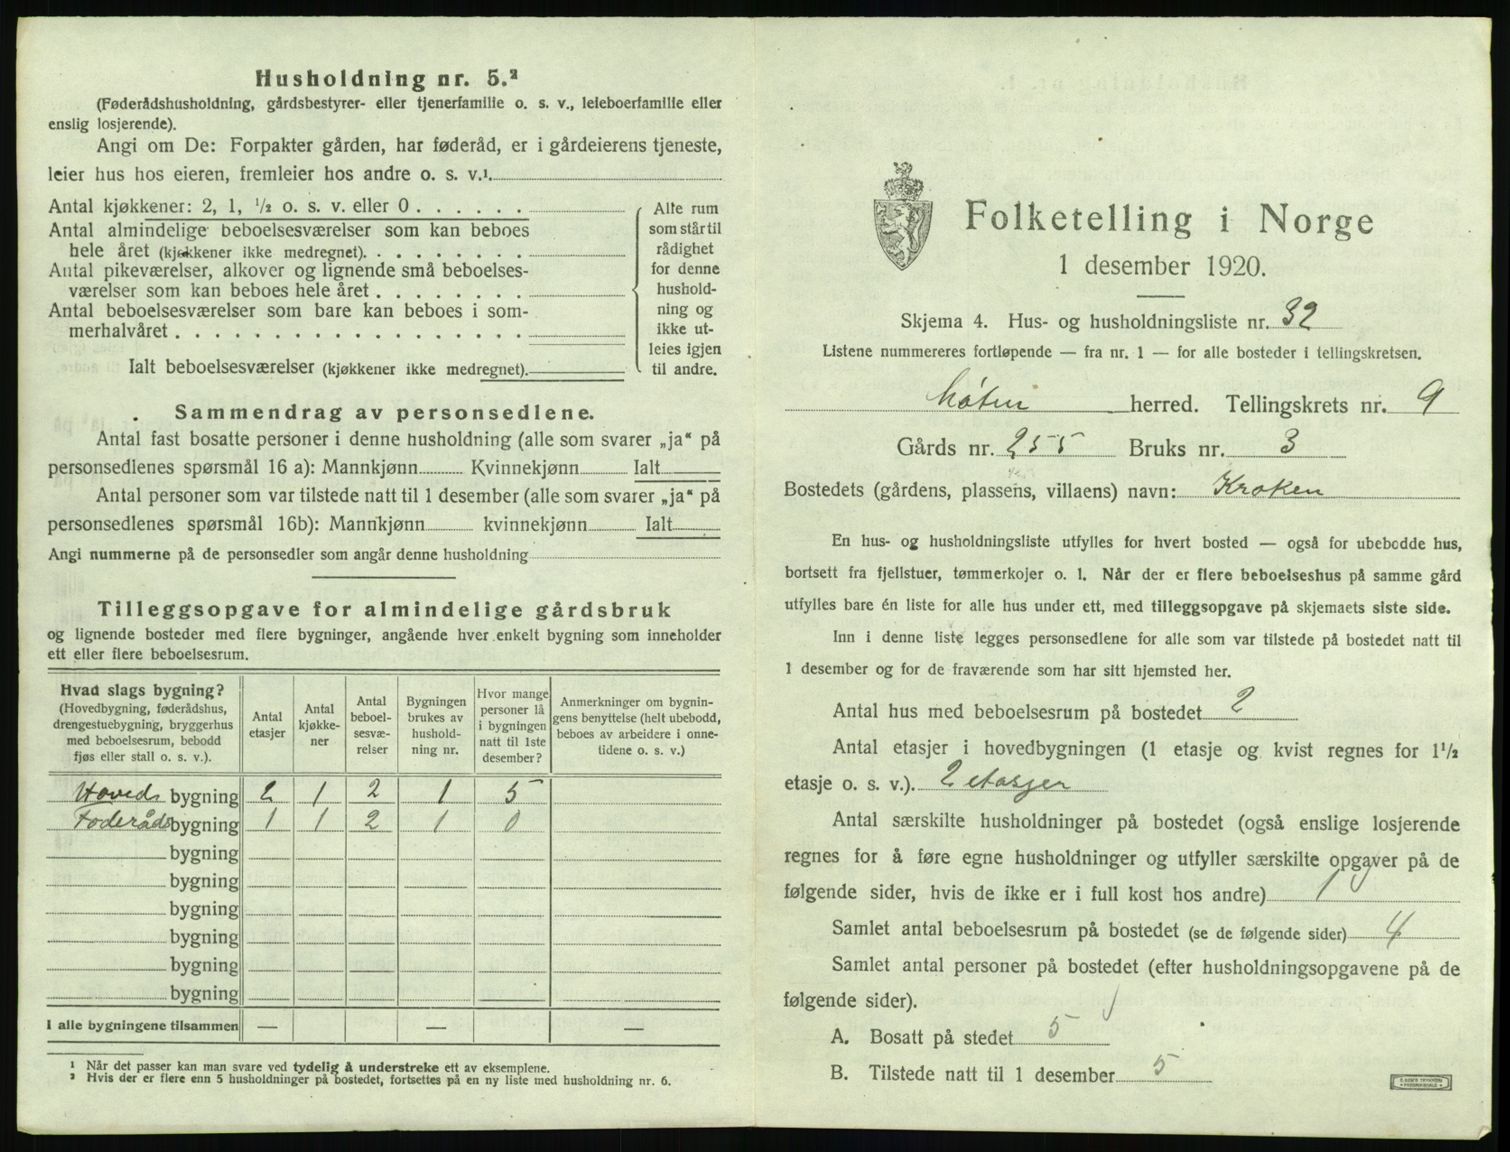 Husholdning nr. 5.²
(Føderådshusholdning, gårdsbestyrer- eller tjenerfamilie o. s. v., leieboerfamilie eller
enslig losjerende).
Angi om De: Forpakter gården, har føderåd, er i gårdeierens tjeneste,
leier hus hos eieren, fremleier hos andre o. s. v.¹
Antal kjøkkener: 2, 1, ½ o. s. v. eller 0
Antal almindelige beboelsesværelser som kan beboes
hele året (kjøkkener ikke medregnet).
Antal pikeværelser, alkover og lignende små beboelses-
værelser som kan beboes hele året
Antal beboelsesværelser som bare kan beboes i som-
merhalvåret
Ialt beboelsesværelser (kjøkkener ikke medregnet).
Alle rum
som står til
rådighet
for denne
hushold-
ning og
ikke ut-
leies igjen
til andre.
Sammendrag av personsedlene.
Antal fast bosatte personer i denne husholdning (alle som svarer „ja“ på
personsedlenes spørsmål 16 a): Mannkjønn Kvinnekjønn Ialt
Antal personer som var tilstede natt til 1 desember (alle som svarer „ja“ på
personsedlenes spørsmål 16b): Mannkjønn kvinnekjønn Ialt
Angi nummerne på de personsedler som angår denne husholdning
Tilleggsopgave for almindelige gårdsbruk
og lignende bosteder med flere bygninger, angående hver enkelt bygning som inneholder
ett eller flere beboelsesrum.
Hvad slags bygning?
(Hovedbygning, føderådshus,
drengestuebygning, bryggerhus
med beboelsesrum, bebodd
fjøs eller stall o. s. v.).
Antal
etasjer
Antal
kjøkke-
ner
Antal
beboel-
sesvæ-
relser
Bygningen
brukes av
hushold-
ning nr.
Hvor mange
personer lå
i bygningen
natt til 1ste
desember?
Anmerkninger om bygnin-
gens benyttelse (helt ubebodd,
beboes av arbeidere i onne-
tidene o. s. v.)
Hoveds bygning 2 1 2 1 5
Føderåds bygning 1 1 2 1 0
bygning
bygning
bygning
bygning
bygning
bygning
I alle bygningene tilsammen — — —
¹ Når det passer kan man svare ved tydelig å understreke ett av eksemplene.
² Hvis der er flere enn 5 husholdninger på bostedet, fortsettes på en ny liste med husholdning nr. 6.
Folketelling i Norge
1 desember 1920.
Skjema 4. Hus- og husholdningsliste nr. 32
Listene nummereres fortløpende — fra nr. 1 — for alle bosteder i tellingskretsen.
herred. Tellingskrets nr. 9
Gårds nr. 255 Bruks nr. 3
Bostedets (gårdens, plassens, villaens) navn: Kroken
En hus- og husholdningsliste utfylles for hvert bosted — også for ubebodde hus,
bortsett fra fjellstuer, tømmerkojer o. l. Når der er flere beboelseshus på samme gård
utfylles bare én liste for alle hus under ett, med tilleggsopgave på skjemaets siste side.
Inn i denne liste legges personsedlene for alle som var tilstede på bostedet natt til
1 desember og for de fraværende som har sitt hjemsted her.
Antal hus med beboelsesrum på bostedet 2
Antal etasjer i hovedbygningen (1 etasje og kvist regnes for 1½
etasje o. s. v.). 2 etasjer
Antal særskilte husholdninger på bostedet (også enslige losjerende
regnes for å føre egne husholdninger og utfyller særskilte opgaver på de
følgende sider, hvis de ikke er i full kost hos andre) 1
Samlet antal beboelsesrum på bostedet (se de følgende sider) 4
Samlet antal personer på bostedet (efter husholdningsopgavene på de
følgende sider).
A. Bosatt på stedet 5
B. Tilstede natt til 1 desember 5